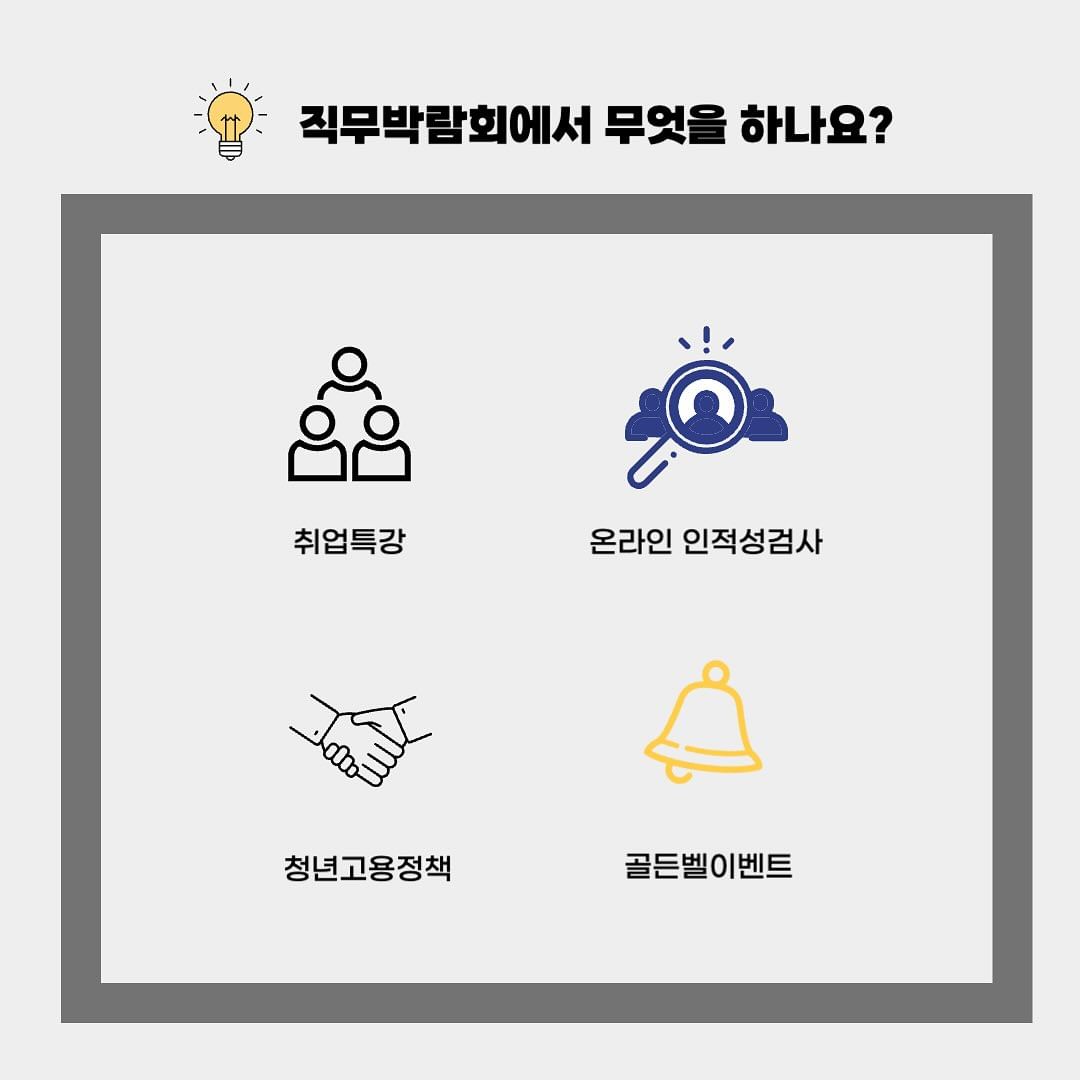 직무박람회에서 무엇을 하나요?
취업특강
온라인 인적성검사
청년고용정책
골든벨이벤트